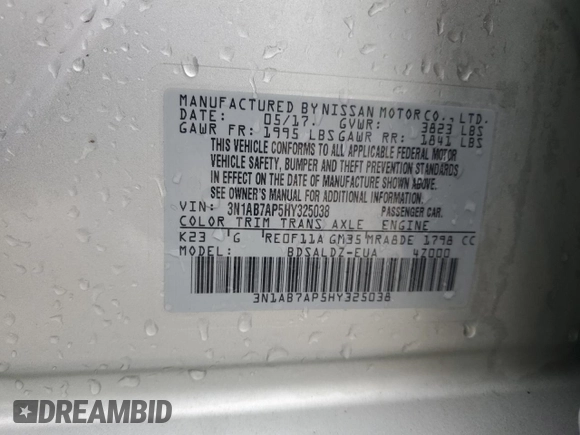 MANUFACTURED BY NISSAN MOTOR CO., LTD.
DATE: 05/17. GVWR: 3823 LBS
GAWR FR: 1995 LBS GAWR RR: 1841 LBS
THIS VEHICLE CONFORMS TO ALL APPLICABLE FEDERAL MOTOR
VEHICLE SAFETY, BUMPER AND THEFT PREVENTION STANDARDS
IN EFFECT ON THE DATE OF MANUFACTURE SHOWN ABOVE.
SEE OWNER'S MANUAL FOR ADDITIONAL INFORMATION.
VIN: 3N1AB7AP5HY325038 PASSENGER CAR.
COLOR TRIM TRANS AXLE ENGINE
K23 G RE0F11A GM35 MRA8DE 1798 CC
MODEL: BDSALDZ-EUA 47000
3N1AB7AP5HY325038
DREAMBID